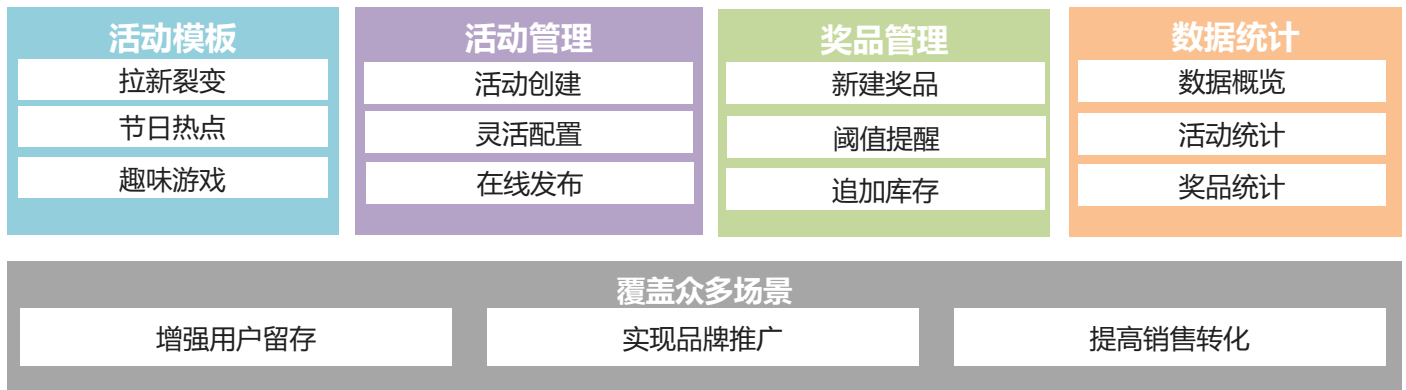 活动模板
拉新裂变
节日热点
趣味游戏
活动管理
活动创建
灵活配置
在线发布
奖品管理
新建奖品
阈值提醒
追加库存
数据统计
数据概览
活动统计
奖品统计
覆盖众多场景
增强用户留存
实现品牌推广
提高销售转化